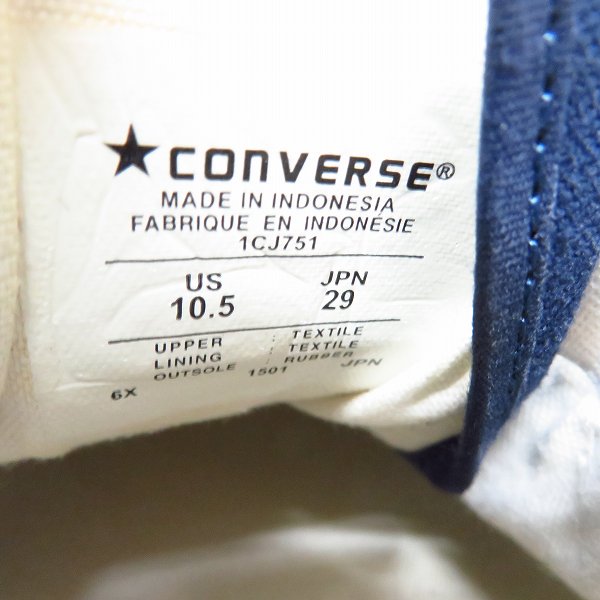 ★CONVERSE®
MADE IN INDONESIA
FABRIQUE EN INDONÉSIE
1CJ751
US JPN
10.5 29
UPPER TEXTILE
LINING TEXTILE
OUTSOLE RUBBER
6X 1501 JPN